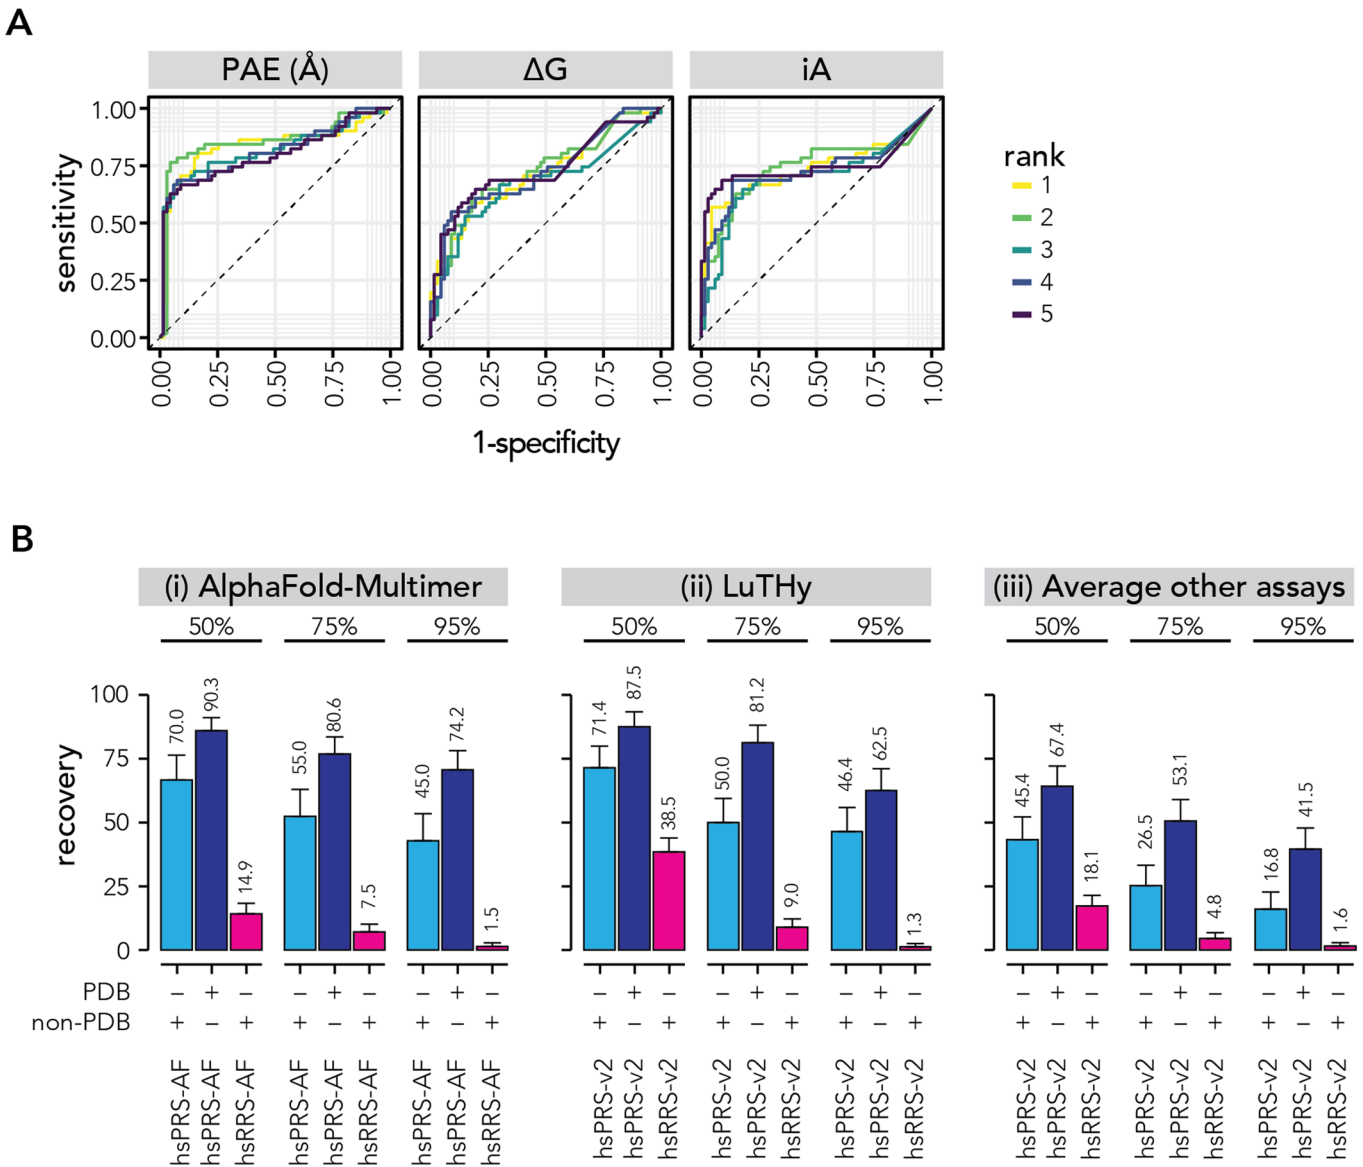 A
PAE (Å) ΔG iA
sensitivity
1.00
0.75
0.50
0.25
0.00
0.00 0.25 0.50 0.75 1.00 0.00 0.25 0.50 0.75 1.00 0.00 0.25 0.50 0.75 1.00
1-specificity
rank
1
2
3
4
5
B
(i) AlphaFold-Multimer (ii) LuTHy (iii) Average other assays
50% 75% 95% 50% 75% 95% 50% 75% 95%
recovery
100
75
50
25
0
70.0 90.3 14.9 55.0 80.6 7.5 45.0 74.2 1.5 71.4 87.5 38.5 50.0 81.2 9.0 46.4 62.5 1.3 45.4 67.4 18.1 26.5 53.1 4.8 16.8 41.5 1.6
PDB − + − − + − − + − − + − − + − − + − − + − − + − − + −
non-PDB + − + + − + + − + + − + + − + + − + + − + + − + + − +
hsPRS-AF hsPRS-AF hsRRS-AF hsPRS-AF hsPRS-AF hsRRS-AF hsPRS-AF hsPRS-AF hsRRS-AF hsPRS-v2 hsPRS-v2 hsRRS-v2 hsPRS-v2 hsPRS-v2 hsRRS-v2 hsPRS-v2 hsPRS-v2 hsRRS-v2 hsPRS-v2 hsPRS-v2 hsRRS-v2 hsPRS-v2 hsPRS-v2 hsRRS-v2 hsPRS-v2 hsPRS-v2 hsRRS-v2